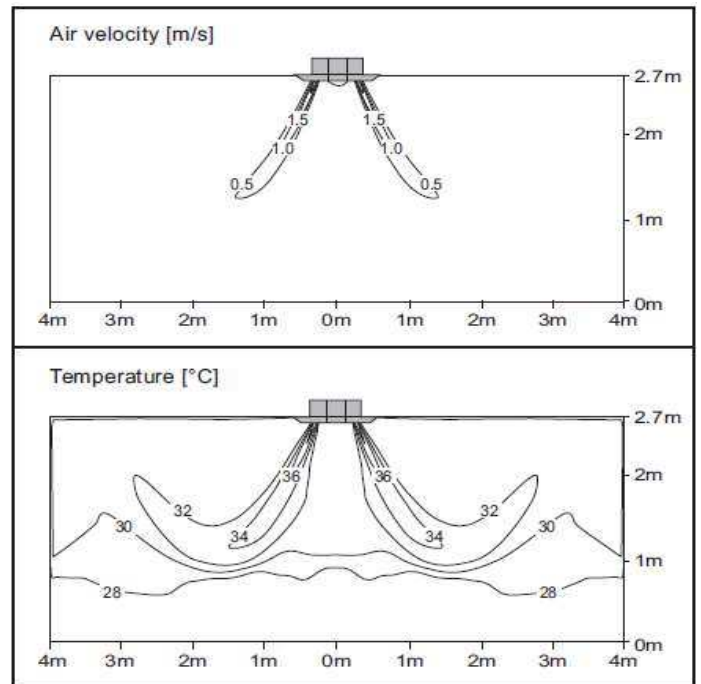 Air velocity [m/s]
2.7m
1.5 1.5
2m
1.0 1.0
0.5 0.5
1m
0m
4m 3m 2m 1m 0m 1m 2m 3m 4m
Temperature [°C]
2.7m
36 36
2m
32 32
30 30
34 34
1m
28 28
0m
4m 3m 2m 1m 0m 1m 2m 3m 4m